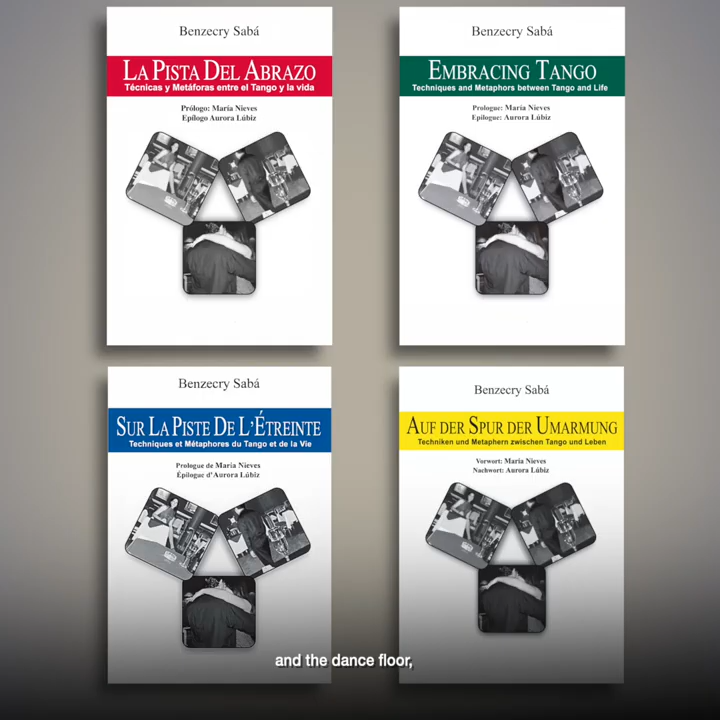 Benzecry Sabá
LA PISTA DEL ABRAZO
Técnicas y Metáforas entre el Tango y la vida
Prólogo: María Nieves
Epílogo Aurora Lúbiz
Benzecry Sabá
EMBRACING TANGO
Techniques and Metaphors between Tango and Life
Prologue: María Nieves
Epilogue: Aurora Lúbiz
Benzecry Sabá
SUR LA PISTE DE L'ÉTREINTE
Techniques et Métaphores du Tango et de la Vie
Prologue de María Nieves
Épilogue d'Aurora Lúbiz
Benzecry Sabá
AUF DER SPUR DER UMARMUNG
Techniken und Metaphern zwischen Tango und Leben
Vorwort: María Nieves
Nachwort: Aurora Lúbiz
and the dance floor,